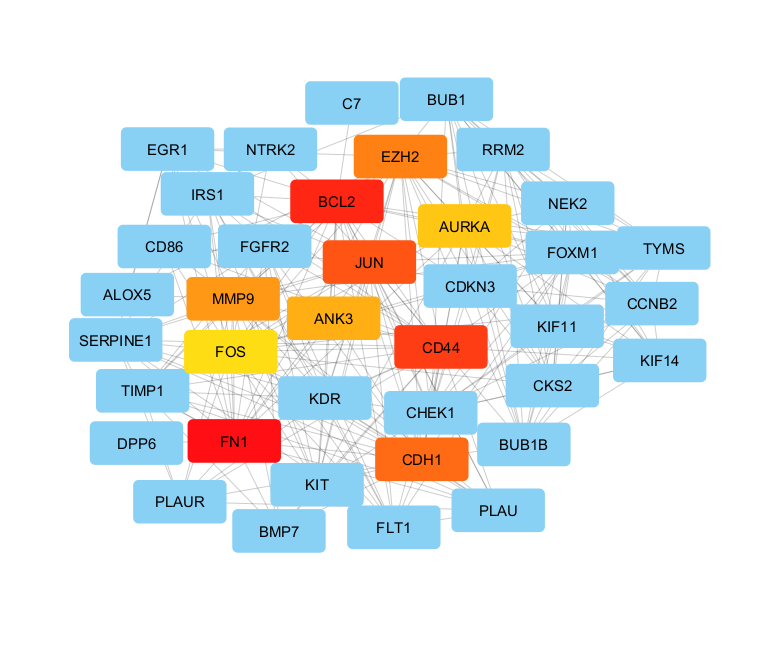 C7
BUB1
EGR1
NTRK2
EZH2
RRM2
IRS1
BCL2
NEK2
AURKA
CD86
FGFR2
FOXM1
TYMS
JUN
ALOX5
MMP9
CDKN3
CCNB2
ANK3
SERPINE1
KIF11
FOS
CD44
KIF14
TIMP1
KDR
CKS2
CHEK1
DPP6
FN1
BUB1B
CDH1
KIT
PLAUR
PLAU
BMP7
FLT1